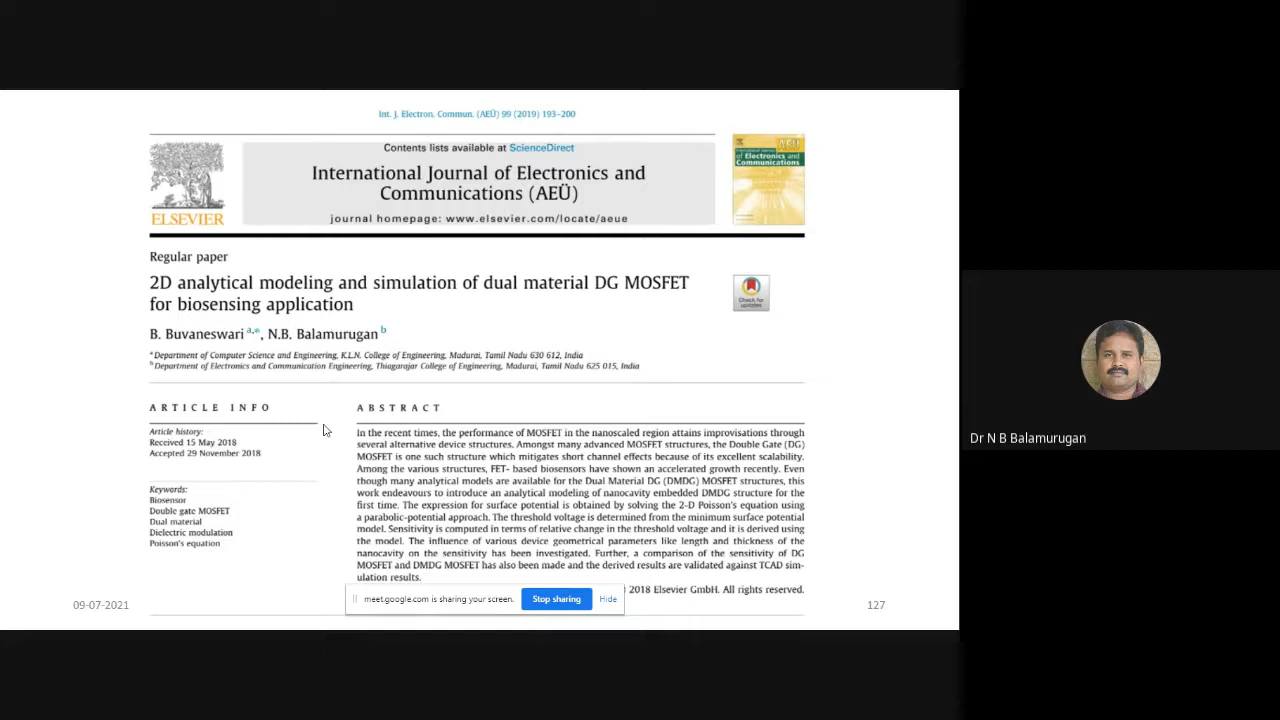 Int. J. Electron. Commun. (AEÜ) 99 (2019) 193–200
Contents lists available at ScienceDirect
International Journal of Electronics and
Communications (AEÜ)
journal homepage: www.elsevier.com/locate/aeue
ELSEVIER
AEÜ
International Journal
of Electronics and
Communications
Regular paper
2D analytical modeling and simulation of dual material DG MOSFET
for biosensing application
Check for
updates
B. Buvaneswari a,*, N.B. Balamurugan b
a Department of Computer Science and Engineering, K.L.N. College of Engineering, Madurai, Tamil Nadu 630 612, India
b Department of Electronics and Communication Engineering, Thiagarajar College of Engineering, Madurai, Tamil Nadu 625 015, India
ARTICLE INFO
Article history:
Received 15 May 2018
Accepted 29 November 2018
Keywords:
Biosensor
Double gate MOSFET
Dual material
Dielectric modulation
Poisson's equation
ABSTRACT
In the recent times, the performance of MOSFET in the nanoscaled region attains improvisations through
several alternative device structures. Amongst many advanced MOSFET structures, the Double Gate (DG)
MOSFET is one such structure which mitigates short channel effects because of its excellent scalability.
Among the various structures, FET- based biosensors have shown an accelerated growth recently. Even
though many analytical models are available for the Dual Material DG (DMDG) MOSFET structures, this
work endeavours to introduce an analytical modeling of nanocavity embedded DMDG structure for the
first time. The expression for surface potential is obtained by solving the 2-D Poisson's equation using
a parabolic-potential approach. The threshold voltage is determined from the minimum surface potential
model. Sensitivity is computed in terms of relative change in the threshold voltage and it is derived using
the model. The influence of various device geometrical parameters like length and thickness of the
nanocavity on the sensitivity has been investigated. Further, a comparison of the sensitivity of DG
MOSFET and DMDG MOSFET has also been made and the derived results are validated against TCAD sim-
ulation results.
2018 Elsevier GmbH. All rights reserved.
meet.google.com is sharing your screen.
Stop sharing
Hide
09-07-2021
127
Dr N B Balamurugan